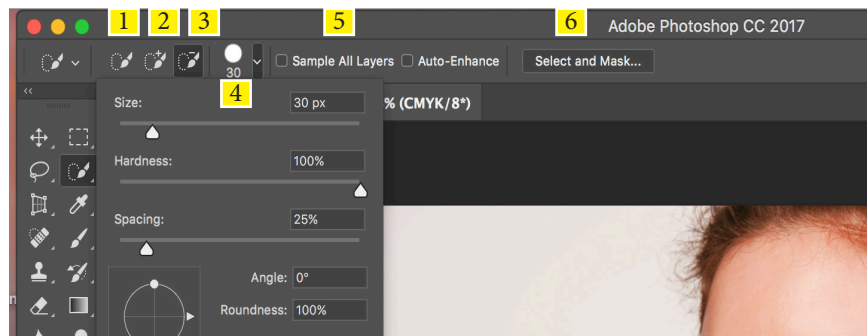 1 2 3 5 6
Adobe Photoshop CC 2017
30
Sample All Layers Auto-Enhance Select and Mask...
4
<<
Size: 30 px
% (CMYK/8*)
Hardness: 100%
Spacing: 25%
Angle: 0°
Roundness: 100%